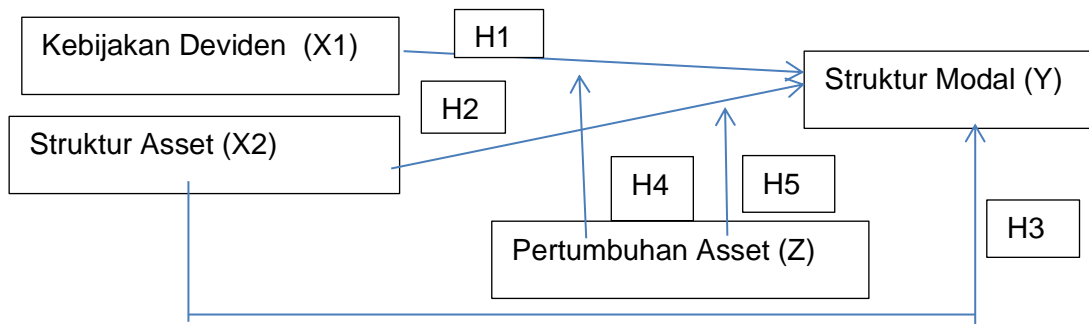 Kebijakan Deviden (X1)
H1
Struktur Modal (Y)
H2
Struktur Asset (X2)
H4
H5
H3
Pertumbuhan Asset (Z)